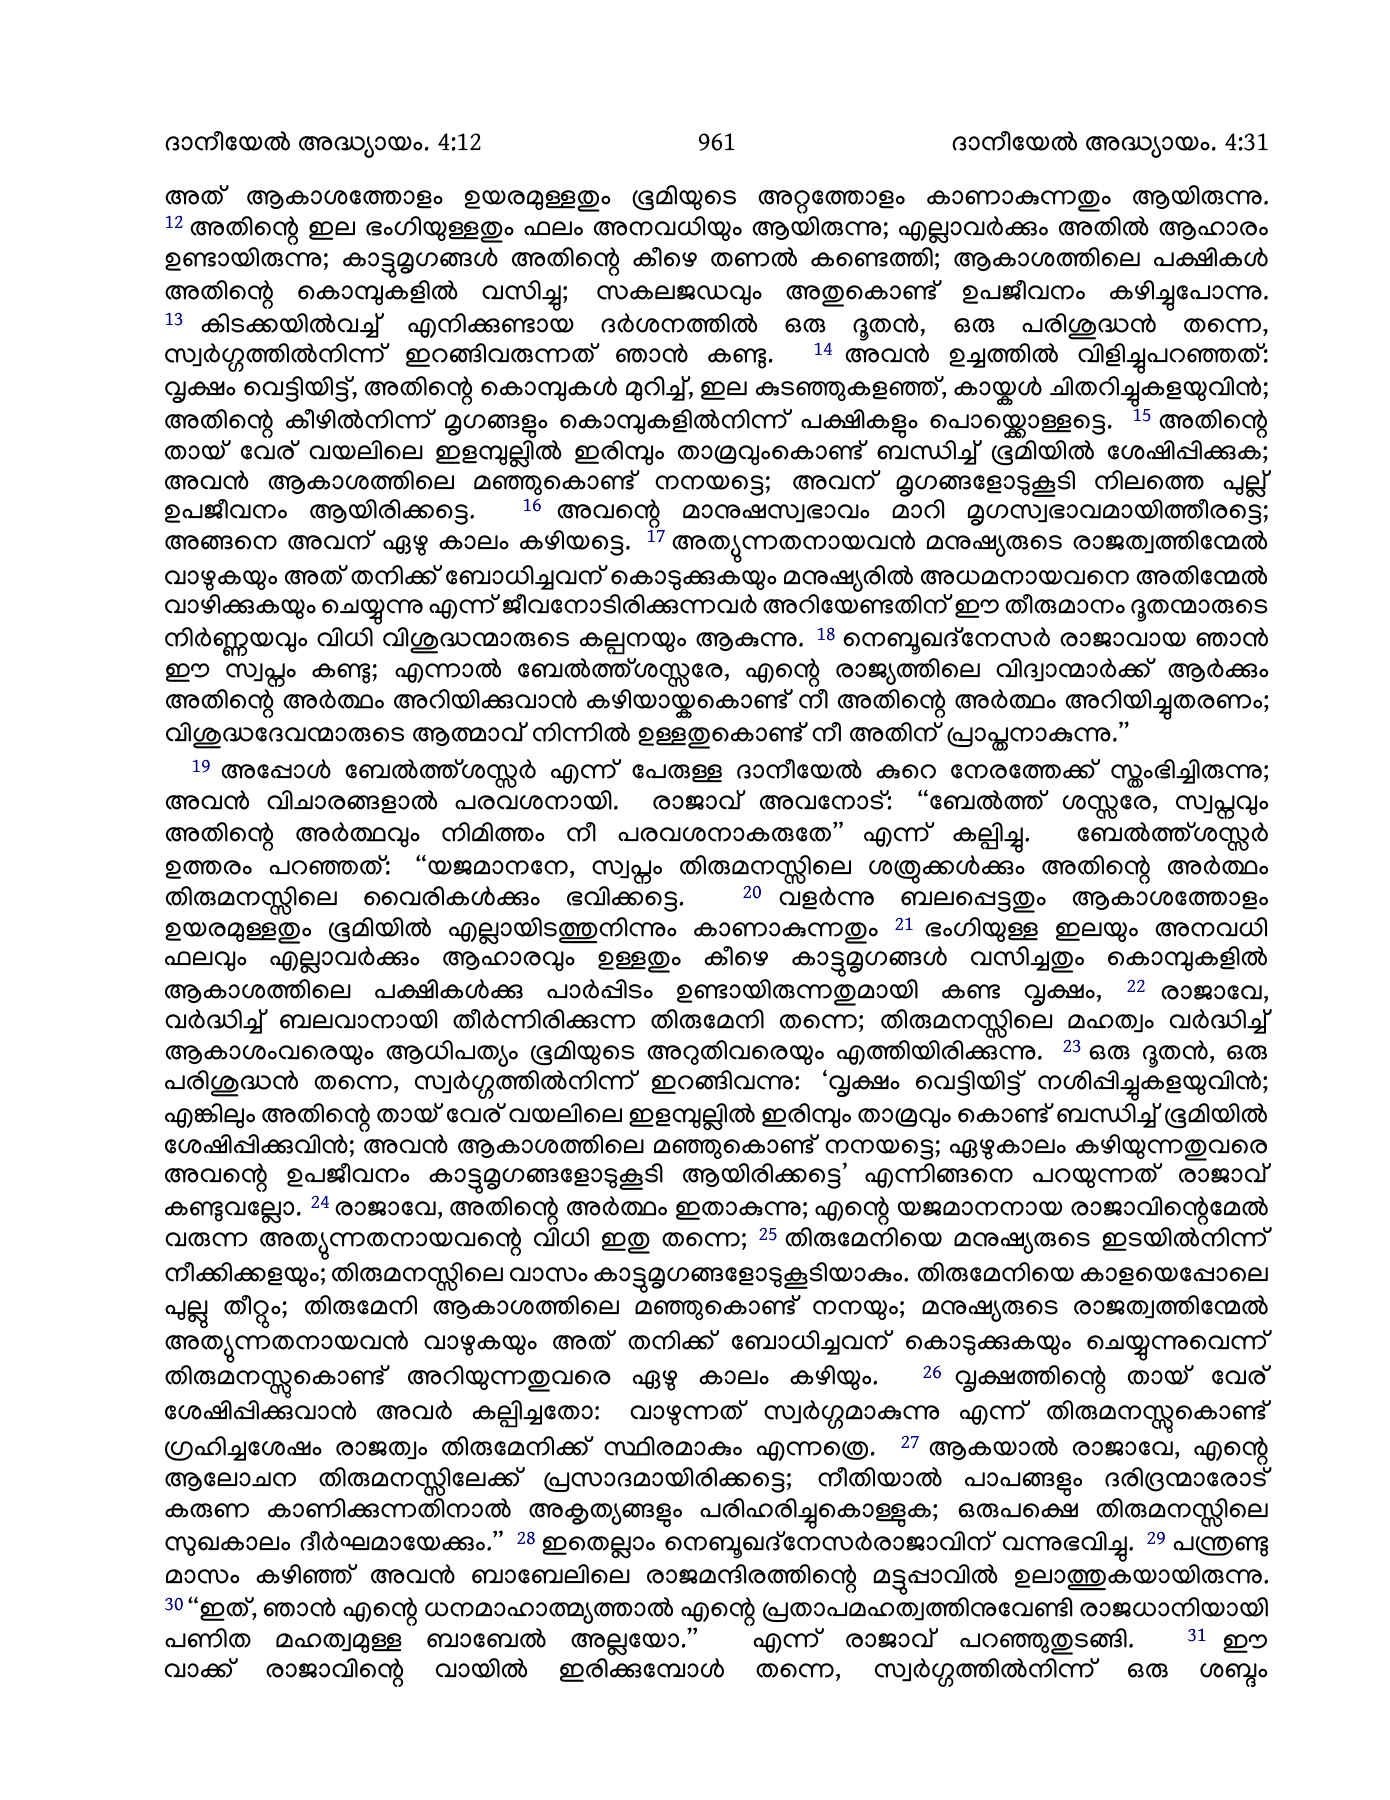 ദാനീയേൽ അദ്ധ്യായം. 4:12 961 ദാനീയേൽ അദ്ധ്യായം. 4:31
അത് ആകാശത്തോളം ഉയരമുള്ളതും ഭൂമിയുടെ അറ്റത്തോളം കാണാകുന്നതും ആയിരുന്നു.
12 അതിന്റെ ഇല ഭംഗിയുള്ളതും ഫലം അനവധിയും ആയിരുന്നു; എല്ലാവർക്കും അതിൽ ആഹാരം
ഉണ്ടായിരുന്നു; കാട്ടുമൃഗങ്ങൾ അതിന്റെ കീഴെ തണൽ കണ്ടെത്തി; ആകാശത്തിലെ പക്ഷികൾ
അതിന്റെ കൊമ്പുകളിൽ വസിച്ചു; സകലജഡവും അതുകൊണ്ട് ഉപജീവനം കഴിച്ചുപോന്നു.
13 കിടക്കയിൽവച്ച് എനിക്കുണ്ടായ ദർശനത്തിൽ ഒരു ദൂതൻ, ഒരു പരിശുദ്ധൻ തന്നെ,
സ്വർഗ്ഗത്തിൽനിന്ന് ഇറങ്ങിവരുന്നത് ഞാൻ കണ്ടു. 14 അവൻ ഉച്ചത്തിൽ വിളിച്ചുപറഞ്ഞത്:
വൃക്ഷം വെട്ടിയിട്ട്, അതിന്റെ കൊമ്പുകൾ മുറിച്ച്, ഇല കുടഞ്ഞുകളഞ്ഞ്, കായ്കൾ ചിതറിച്ചുകളയുവിൻ;
അതിന്റെ കീഴിൽനിന്ന് മൃഗങ്ങളും കൊമ്പുകളിൽനിന്ന് പക്ഷികളും പൊയ്ക്കൊള്ളട്ടെ. 15 അതിന്റെ
തായ് വേര് വയലിലെ ഇളമ്പുല്ലിൽ ഇരിമ്പും താമ്രവുംകൊണ്ട് ബന്ധിച്ച് ഭൂമിയിൽ ശേഷിപ്പിക്കുക;
അവൻ ആകാശത്തിലെ മഞ്ഞുകൊണ്ട് നനയട്ടെ; അവന് മൃഗങ്ങളോടുകൂടി നിലത്തെ പുല്ല്
ഉപജീവനം ആയിരിക്കട്ടെ. 16 അവന്റെ മാനുഷസ്വഭാവം മാറി മൃഗസ്വഭാവമായിത്തീരട്ടെ;
അങ്ങനെ അവന് ഏഴു കാലം കഴിയട്ടെ. 17 അത്യുന്നതനായവൻ മനുഷ്യരുടെ രാജത്വത്തിന്മേൽ
വാഴുകയും അത് തനിക്ക് ബോധിച്ചവന് കൊടുക്കുകയും മനുഷ്യരിൽ അധമനായവനെ അതിന്മേൽ
വാഴിക്കുകയും ചെയ്യുന്നു എന്ന് ജീവനോടിരിക്കുന്നവർ അറിയേണ്ടതിന് ഈ തീരുമാനം ദൂതന്മാരുടെ
നിർണ്ണയവും വിധി വിശുദ്ധന്മാരുടെ കല്പനയും ആകുന്നു. 18 നെബൂഖദ്നേസർ രാജാവായ ഞാൻ
ഈ സ്വപ്നം കണ്ടു; എന്നാൽ ബേൽത്ത്ശസ്സരേ, എന്റെ രാജ്യത്തിലെ വിദ്വാന്മാർക്ക് ആർക്കും
അതിന്റെ അർത്ഥം അറിയിക്കുവാൻ കഴിയായ്കകൊണ്ട് നീ അതിന്റെ അർത്ഥം അറിയിച്ചുതരണം;
വിശുദ്ധദേവന്മാരുടെ ആത്മാവ് നിന്നിൽ ഉള്ളതുകൊണ്ട് നീ അതിന് പ്രാപ്തനാകുന്നു.”
19 അപ്പോൾ ബേൽത്ത്ശസ്സർ എന്ന് പേരുള്ള ദാനീയേൽ കുറെ നേരത്തേക്ക് സ്തംഭിച്ചിരുന്നു;
അവൻ വിചാരങ്ങളാൽ പരവശനായി. രാജാവ് അവനോട്: “ബേൽത്ത് ശസ്സരേ, സ്വപ്നവും
അതിന്റെ അർത്ഥവും നിമിത്തം നീ പരവശനാകരുതേ” എന്ന് കല്പിച്ചു. ബേൽത്ത്ശസ്സർ
ഉത്തരം പറഞ്ഞത്: “യജമാനനേ, സ്വപ്നം തിരുമനസ്സിലെ ശത്രുക്കൾക്കും അതിന്റെ അർത്ഥം
തിരുമനസ്സിലെ വൈരികൾക്കും ഭവിക്കട്ടെ. 20 വളർന്നു ബലപ്പെട്ടതും ആകാശത്തോളം
ഉയരമുള്ളതും ഭൂമിയിൽ എല്ലായിടത്തുനിന്നും കാണാകുന്നതും 21 ഭംഗിയുള്ള ഇലയും അനവധി
ഫലവും എല്ലാവർക്കും ആഹാരവും ഉള്ളതും കീഴെ കാട്ടുമൃഗങ്ങൾ വസിച്ചതും കൊമ്പുകളിൽ
ആകാശത്തിലെ പക്ഷികൾക്കു പാർപ്പിടം ഉണ്ടായിരുന്നതുമായി കണ്ട വൃക്ഷം, 22 രാജാവേ,
വർദ്ധിച്ച് ബലവാനായി തീർന്നിരിക്കുന്ന തിരുമേനി തന്നെ; തിരുമനസ്സിലെ മഹത്വം വർദ്ധിച്ച്
ആകാശംവരെയും ആധിപത്യം ഭൂമിയുടെ അറുതിവരെയും എത്തിയിരിക്കുന്നു. 23 ഒരു ദൂതൻ, ഒരു
പരിശുദ്ധൻ തന്നെ, സ്വർഗ്ഗത്തിൽനിന്ന് ഇറങ്ങിവന്നു: ‘വൃക്ഷം വെട്ടിയിട്ട് നശിപ്പിച്ചുകളയുവിൻ;
എങ്കിലും അതിന്റെ തായ് വേര് വയലിലെ ഇളമ്പുല്ലിൽ ഇരിമ്പും താമ്രവും കൊണ്ട് ബന്ധിച്ച് ഭൂമിയിൽ
ശേഷിപ്പിക്കുവിൻ; അവൻ ആകാശത്തിലെ മഞ്ഞുകൊണ്ട് നനയട്ടെ; ഏഴുകാലം കഴിയുന്നതുവരെ
അവന്റെ ഉപജീവനം കാട്ടുമൃഗങ്ങളോടുകൂടി ആയിരിക്കട്ടെ’ എന്നിങ്ങനെ പറയുന്നത് രാജാവ്
കണ്ടുവല്ലോ. 24 രാജാവേ, അതിന്റെ അർത്ഥം ഇതാകുന്നു; എന്റെ യജമാനനായ രാജാവിന്റെമേൽ
വരുന്ന അത്യുന്നതനായവന്റെ വിധി ഇതു തന്നെ; 25 തിരുമേനിയെ മനുഷ്യരുടെ ഇടയിൽനിന്ന്
നീക്കിക്കളയും; തിരുമനസ്സിലെ വാസം കാട്ടുമൃഗങ്ങളോടുകൂടിയാകും. തിരുമേനിയെ കാളയെപ്പോലെ
പുല്ലു തീറ്റും; തിരുമേനി ആകാശത്തിലെ മഞ്ഞുകൊണ്ട് നനയും; മനുഷ്യരുടെ രാജത്വത്തിന്മേൽ
അത്യുന്നതനായവൻ വാഴുകയും അത് തനിക്ക് ബോധിച്ചവന് കൊടുക്കുകയും ചെയ്യുന്നുവെന്ന്
തിരുമനസ്സുകൊണ്ട് അറിയുന്നതുവരെ ഏഴു കാലം കഴിയും. 26 വൃക്ഷത്തിന്റെ തായ് വേര്
ശേഷിപ്പിക്കുവാൻ അവർ കല്പിച്ചതോ: വാഴുന്നത് സ്വർഗ്ഗമാകുന്നു എന്ന് തിരുമനസ്സുകൊണ്ട്
ഗ്രഹിച്ചശേഷം രാജത്വം തിരുമേനിക്ക് സ്ഥിരമാകും എന്നത്രെ. 27 ആകയാൽ രാജാവേ, എന്റെ
ആലോചന തിരുമനസ്സിലേക്ക് പ്രസാദമായിരിക്കട്ടെ; നീതിയാൽ പാപങ്ങളും ദരിദ്രന്മാരോട്
കരുണ കാണിക്കുന്നതിനാൽ അകൃത്യങ്ങളും പരിഹരിച്ചുകൊള്ളുക; ഒരുപക്ഷെ തിരുമനസ്സിലെ
സുഖകാലം ദീർഘമായേക്കും.” 28 ഇതെല്ലാം നെബൂഖദ്നേസർരാജാവിന് വന്നുഭവിച്ചു. 29 പന്ത്രണ്ടു
മാസം കഴിഞ്ഞ് അവൻ ബാബേലിലെ രാജമന്ദിരത്തിന്റെ മട്ടുപ്പാവിൽ ഉലാത്തുകയായിരുന്നു.
30 “ഇത്, ഞാൻ എന്റെ ധനമാഹാത്മ്യത്താൽ എന്റെ പ്രതാപമഹത്വത്തിനുവേണ്ടി രാജധാനിയായി
പണിത മഹത്വമുള്ള ബാബേൽ അല്ലയോ.” എന്ന് രാജാവ് പറഞ്ഞുതുടങ്ങി. 31 ഈ
വാക്ക് രാജാവിന്റെ വായിൽ ഇരിക്കുമ്പോൾ തന്നെ, സ്വർഗ്ഗത്തിൽനിന്ന് ഒരു ശബ്ദം